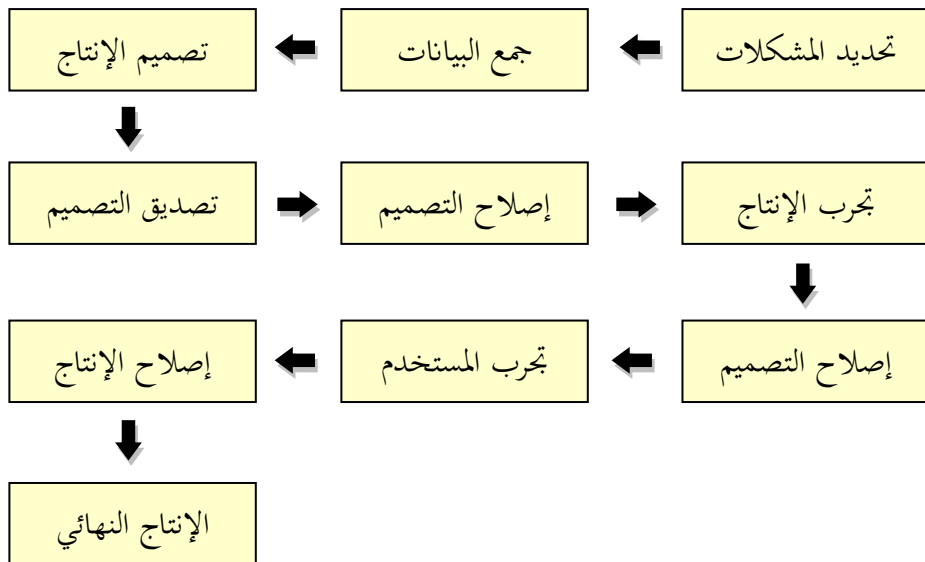 تحديد المشكلات
جمع البيانات
تصميم الإنتاج
تصديق التصميم
إصلاح التصميم
تجرب الإنتاج
إصلاح التصميم
تجرب المستخدم
إصلاح الإنتاج
الإنتاج النهائي